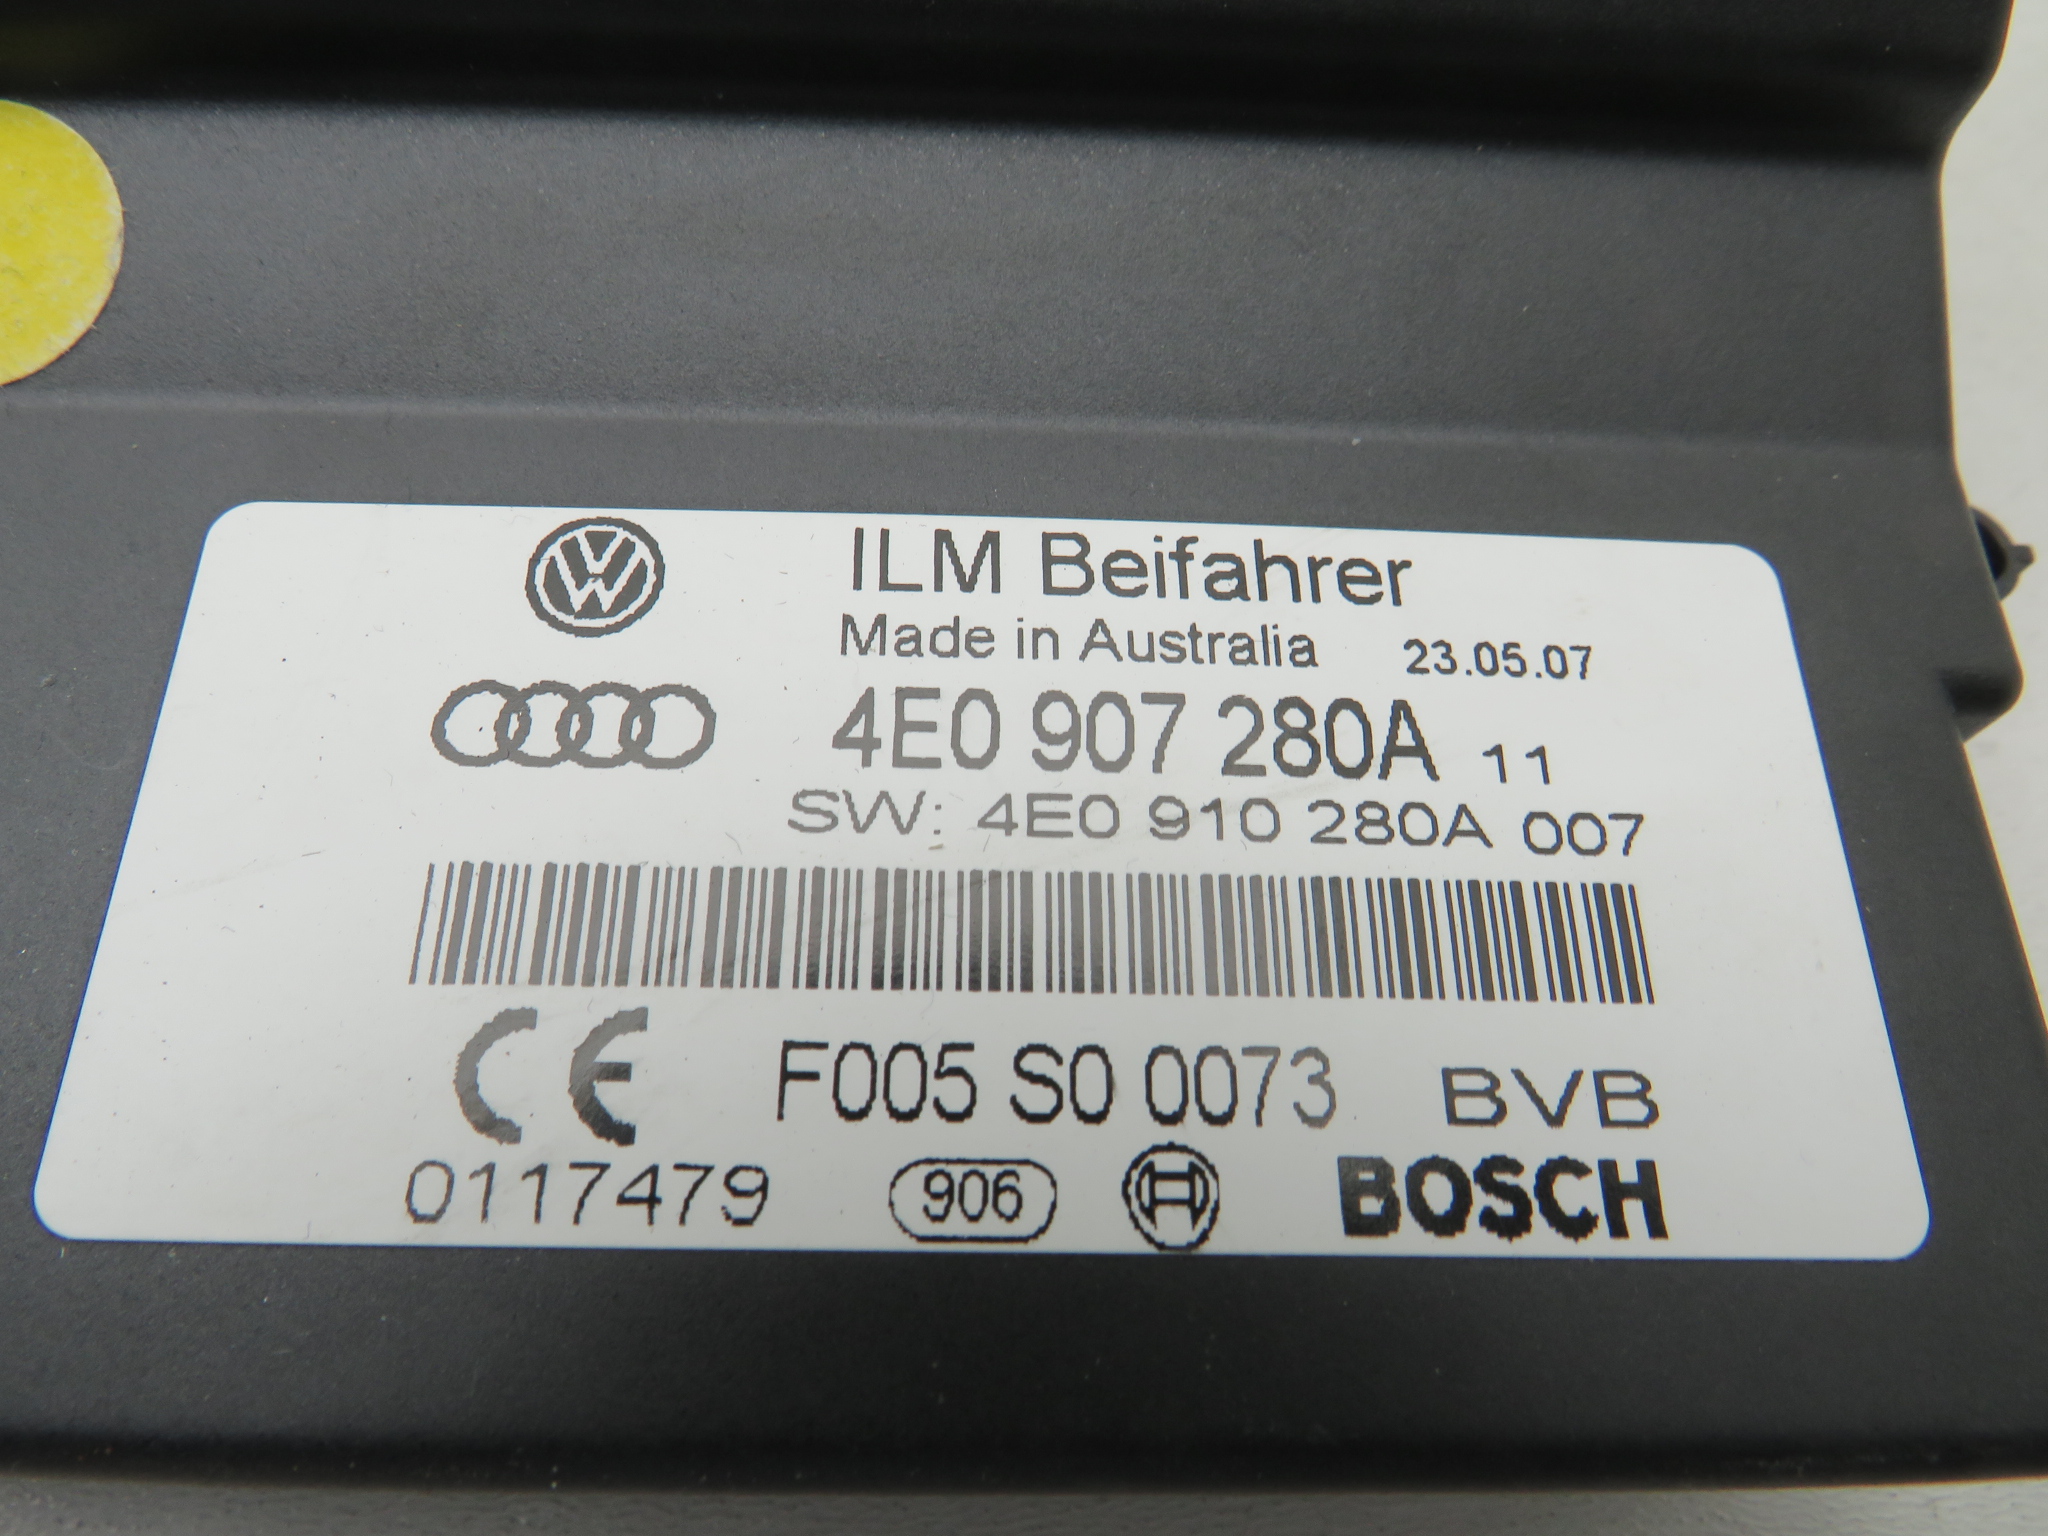 ILM Beifahrer
Made in Australia 23.05.07
4E0 907 280A 11
SW: 4E0 910 280A 007
CE F005 S0 0073 BVB
0117479 906 BOSCH